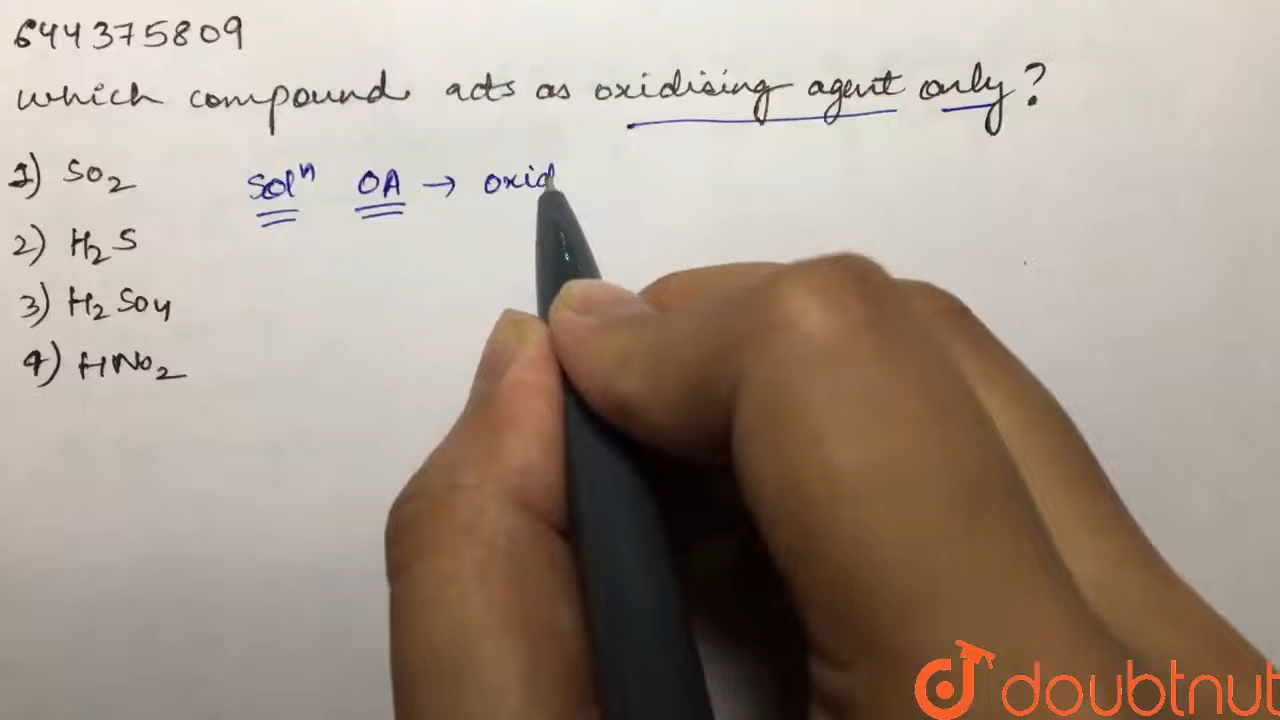 644375809
which compound acts as oxidising agent only?
1) SO2
2) H2S
3) H2SO4
4) HNO2
Solⁿ OA → oxid
doubtnut